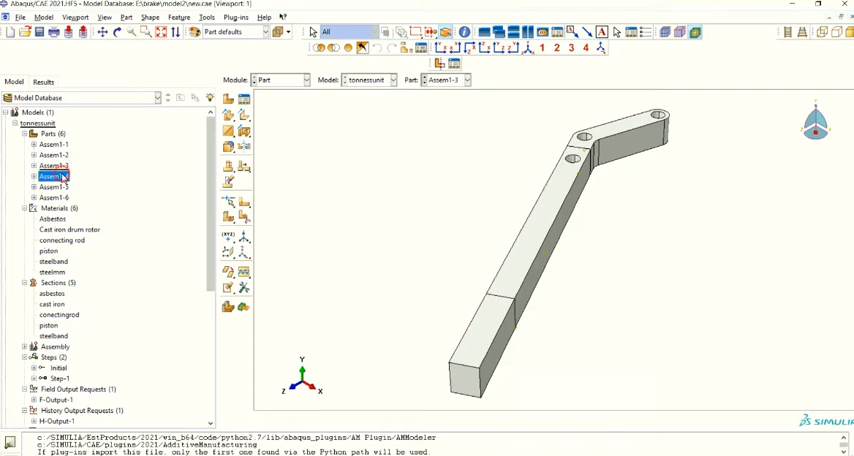 Abaqus/CAE 2021.HF5 - Model Database: E:\brake\model2\new.cae [Viewport: 1]
File Model Viewport View Part Shape Feature Tools Plug-ins Help
All
Part defaults
1 2 3 4
Model Results
Module: Part Model: tonnessunit Part: Assem1-3
Model Database
Models (1)
tonnessunit
Parts (6)
Assem1-1
Assem1-2
Assem1-3
Assem1-4
Assem1-5
Assem1-6
Materials (6)
Asbestos
Cast iron drum rotor
connecting rod
piston
steelband
steelmm
Sections (5)
asbestos
cast iron
conectingrod
piston
steelband
Assembly
Steps (2)
Initial
Step-1
Field Output Requests (1)
F-Output-1
History Output Requests (1)
H-Output-1
Y
Z X
SIMULIA
c:/SIMULIA/EstProducts/2021/win_b64/code/python2.7/lib/abaqus_plugins/AM Plugin/AMModeler
c:/SIMULIA/CAE/plugins/2021/AdditiveManufacturing
If plug-ins import this file, only the first one found via the Python path will be used.